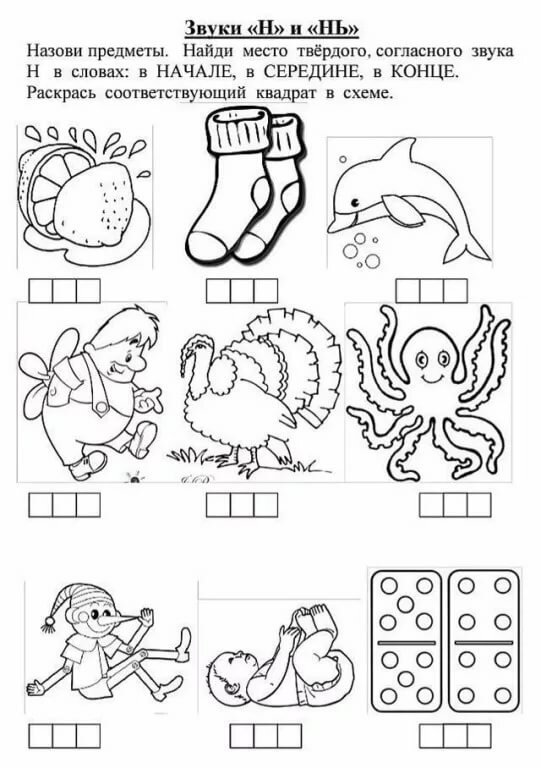 Звуки «Н» и «НЬ»
Назови предметы. Найди место твёрдого, согласного звука
Н в словах: в НАЧАЛЕ, в СЕРЕДИНЕ, в КОНЦЕ.
Раскрась соответствующий квадрат в схеме.